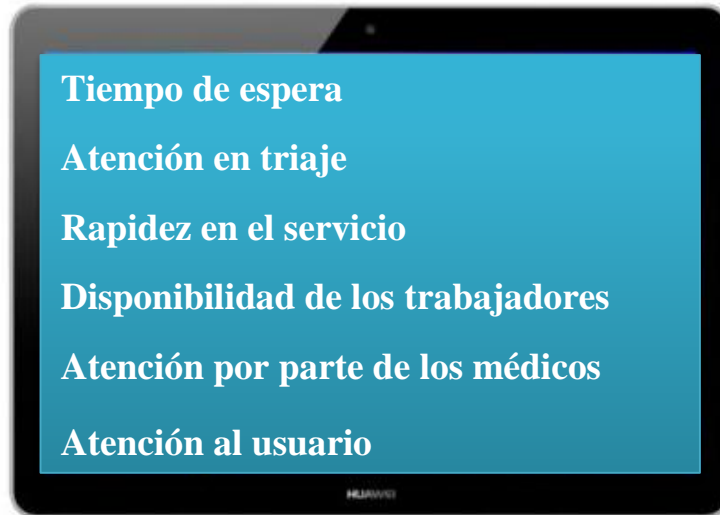 Tiempo de espera
Atención en triaje
Rapidez en el servicio
Disponibilidad de los trabajadores
Atención por parte de los médicos
Atención al usuario
HUAWEI